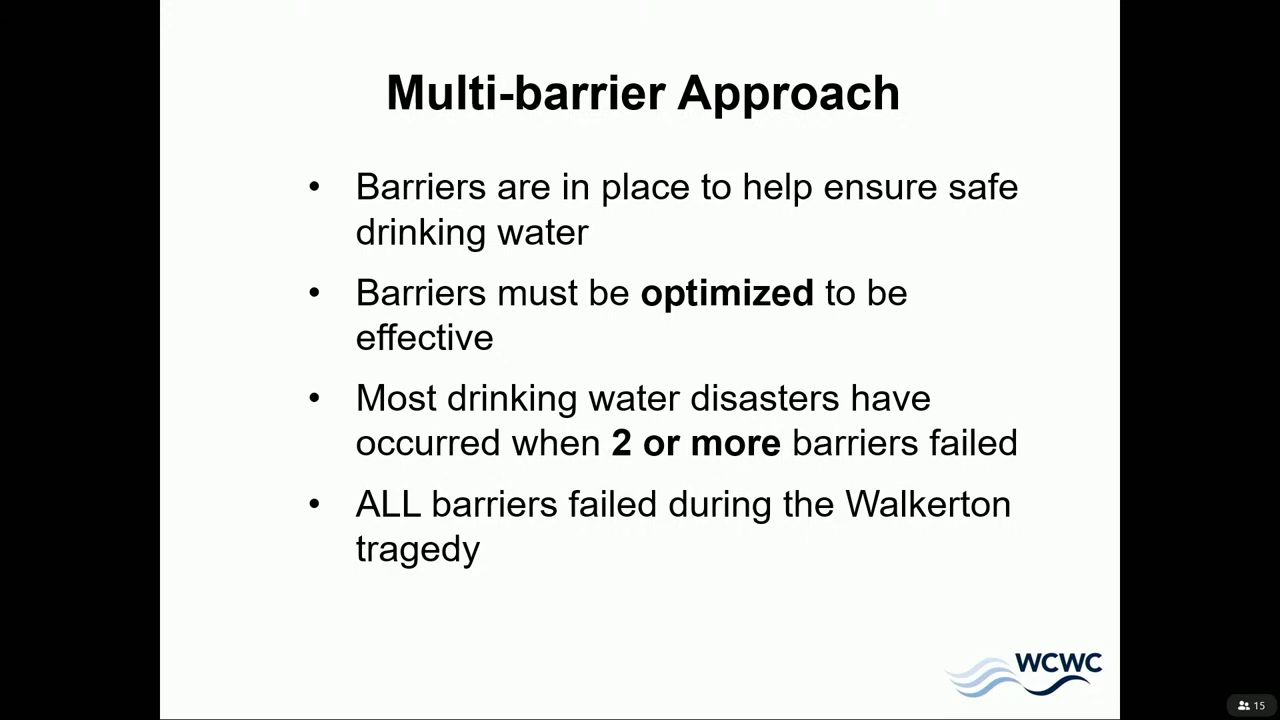 Multi-barrier Approach
• Barriers are in place to help ensure safe
drinking water
• Barriers must be optimized to be
effective
• Most drinking water disasters have
occurred when 2 or more barriers failed
• ALL barriers failed during the Walkerton
tragedy
WCWC
15